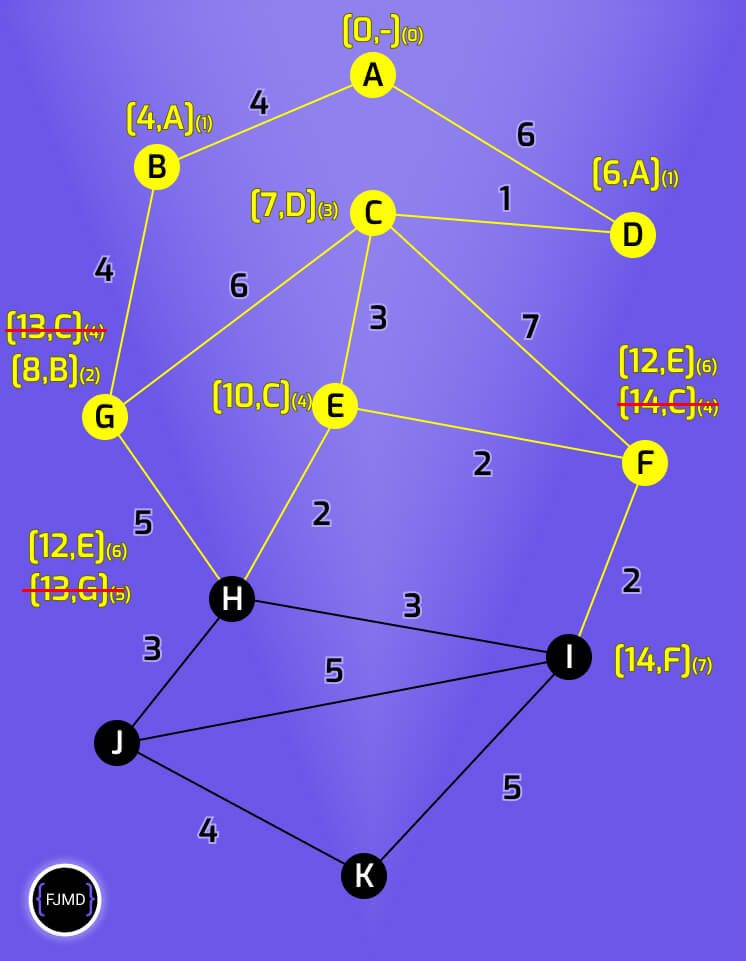 [0,-](0)
A
4
[4,A](1)
6
B
[6,A](1)
[7,D](3)
C
1
D
4
6
3
7
[13,C](4)
[8,B](2)
[12,E](6)
[14,C](4)
[10,C](4)
E
G
2
F
5
2
[12,E](6)
[13,G](5)
2
H
3
3
5
I
[14,F](7)
J
5
4
K
{FJMD}